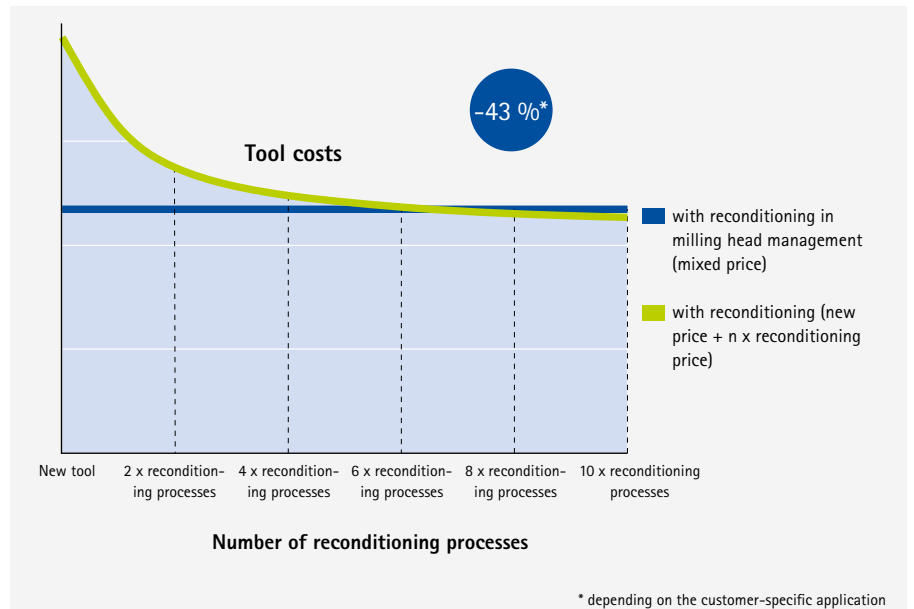 -43 %*
Tool costs
with reconditioning in
milling head management
(mixed price)
with reconditioning (new
price + n x reconditioning
price)
New tool
2 x recondition-
ing processes
4 x recondition-
ing processes
6 x recondition-
ing processes
8 x recondition-
ing processes
10 x reconditioning
processes
Number of reconditioning processes
* depending on the customer-specific application